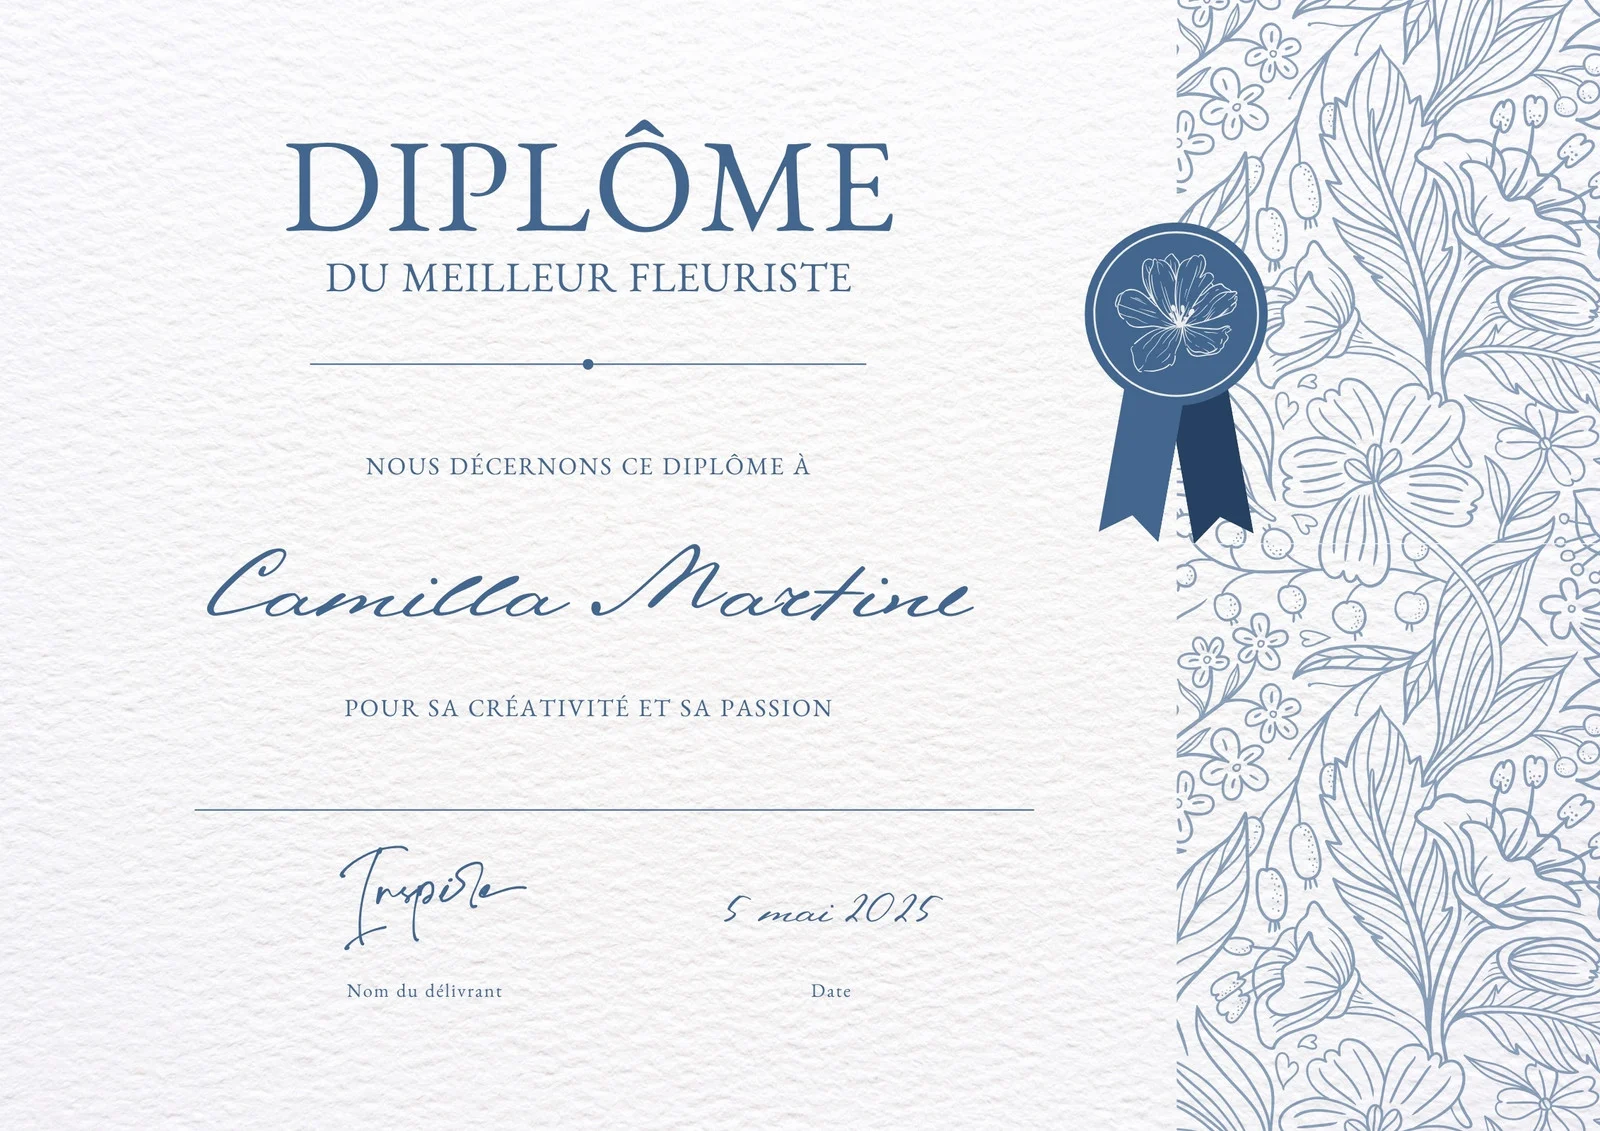 DIPLÔME
DU MEILLEUR FLEURISTE
NOUS DÉCERNONS CE DIPLÔME À
Camilla Martine
POUR SA CRÉATIVITÉ ET SA PASSION
Inspire
5 mai 2025
Nom du délivrant
Date